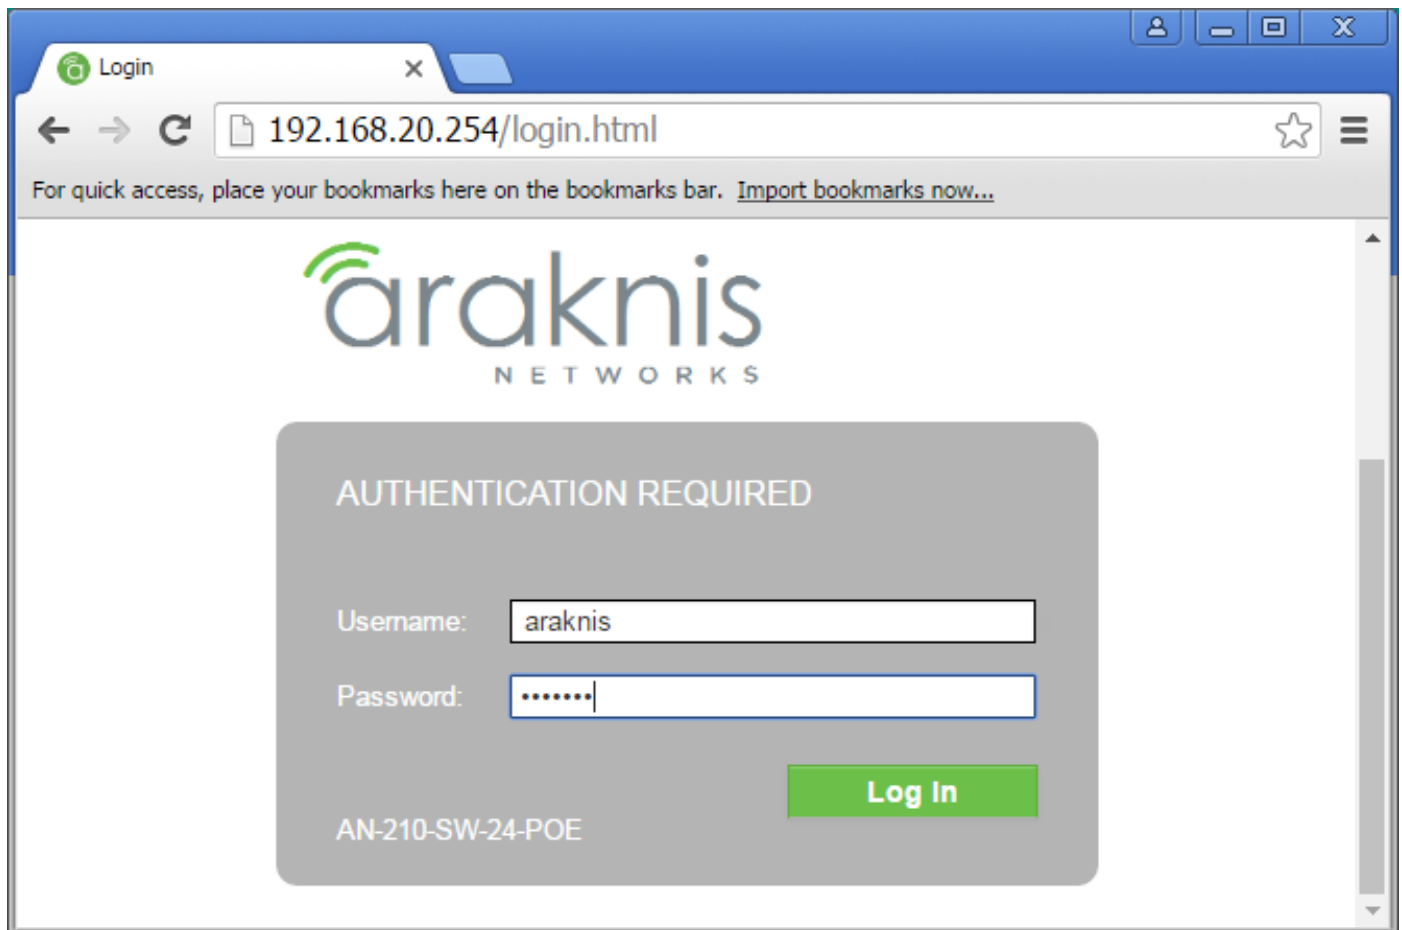 Login
192.168.20.254/login.html
For quick access, place your bookmarks here on the bookmarks bar. Import bookmarks now...
araknis
NETWORKS
AUTHENTICATION REQUIRED
Username: araknis
Password: •••••••
Log In
AN-210-SW-24-POE